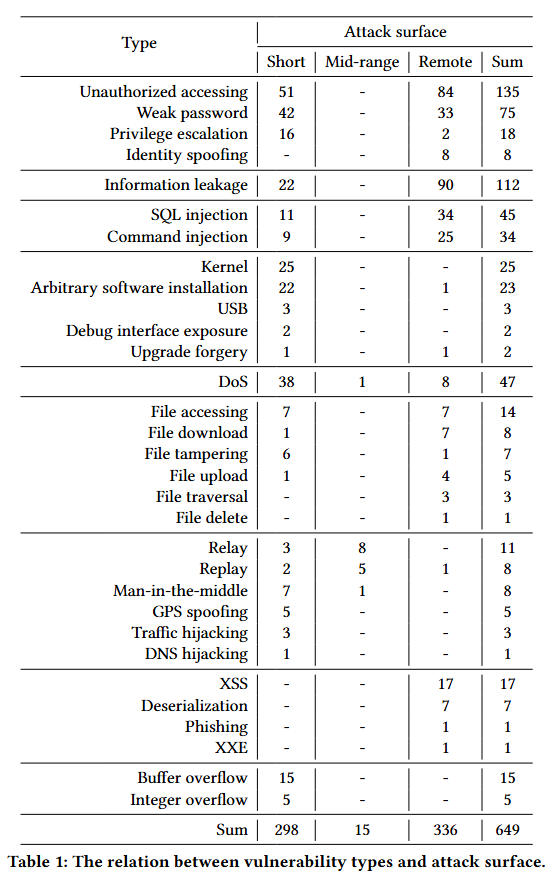 Type Attack surface
Short Mid-range Remote Sum
Unauthorized accessing 51 - 84 135
Weak password 42 - 33 75
Privilege escalation 16 - 2 18
Identity spoofing - - 8 8
Information leakage 22 - 90 112
SQL injection 11 - 34 45
Command injection 9 - 25 34
Kernel 25 - - 25
Arbitrary software installation 22 - 1 23
USB 3 - - 3
Debug interface exposure 2 - - 2
Upgrade forgery 1 - 1 2
DoS 38 1 8 47
File accessing 7 - 7 14
File download 1 - 7 8
File tampering 6 - 1 7
File upload 1 - 4 5
File traversal - - 3 3
File delete - - 1 1
Relay 3 8 - 11
Replay 2 5 1 8
Man-in-the-middle 7 1 - 8
GPS spoofing 5 - - 5
Traffic hijacking 3 - - 3
DNS hijacking 1 - - 1
XSS - - 17 17
Deserialization - - 7 7
Phishing - - 1 1
XXE - - 1 1
Buffer overflow 15 - - 15
Integer overflow 5 - - 5
Sum 298 15 336 649
Table 1: The relation between vulnerability types and attack surface.